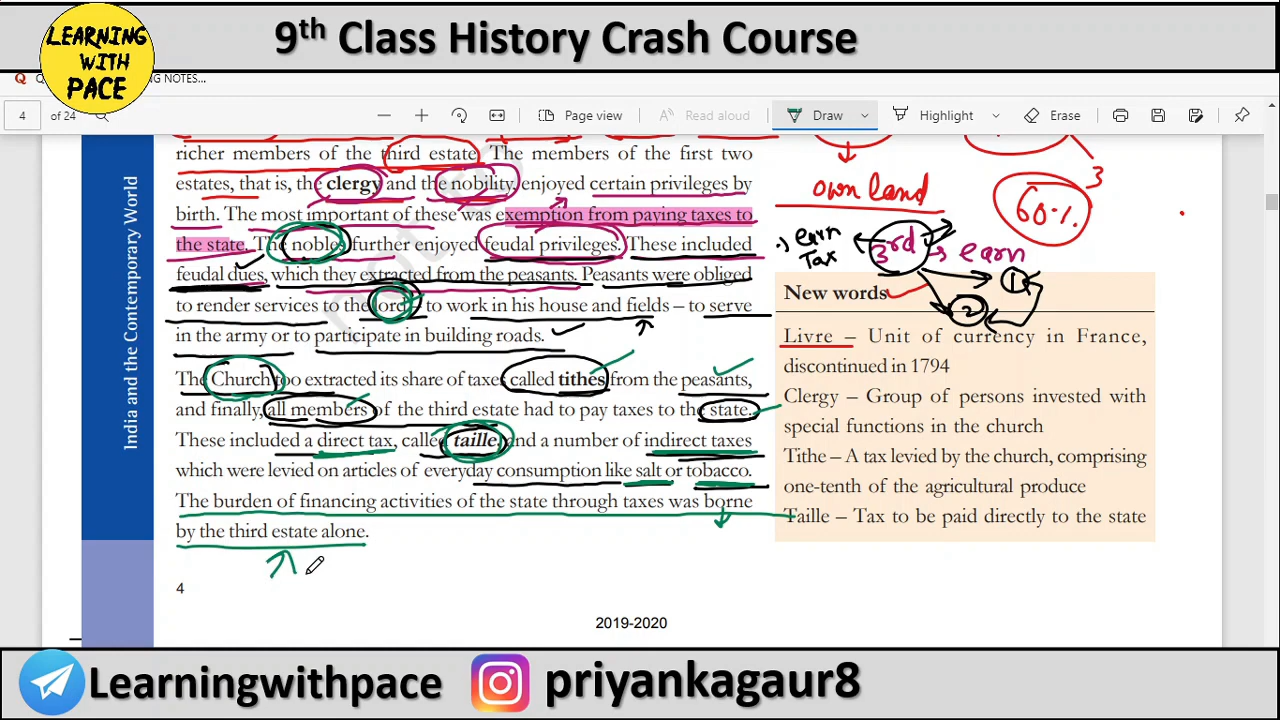 LEARNING
WITH
PACE
9th Class History Crash Course
NG NOTES...
4 of 24
Page view
Read aloud
Draw
Highlight
Erase
India and the Contemporary World
richer members of the third estate. The members of the first two
estates, that is, the clergy and the nobility, enjoyed certain privileges by
birth. The most important of these was exemption from paying taxes to
the state. The nobles further enjoyed feudal privileges. These included
feudal dues, which they extracted from the peasants. Peasants were obliged
to render services to the lord – to work in his house and fields – to serve
in the army or to participate in building roads.
The Church too extracted its share of taxes called tithes from the peasants,
and finally, all members of the third estate had to pay taxes to the state.
These included a direct tax, called taille, and a number of indirect taxes
which were levied on articles of everyday consumption like salt or tobacco.
The burden of financing activities of the state through taxes was borne
by the third estate alone.
4
2019-2020
own land
3
60%
earn
Tax
3rd
earn
1
2
New words
Livre – Unit of currency in France,
discontinued in 1794
Clergy – Group of persons invested with
special functions in the church
Tithe – A tax levied by the church, comprising
one-tenth of the agricultural produce
Taille – Tax to be paid directly to the state
Learningwithpace
priyankagaur8